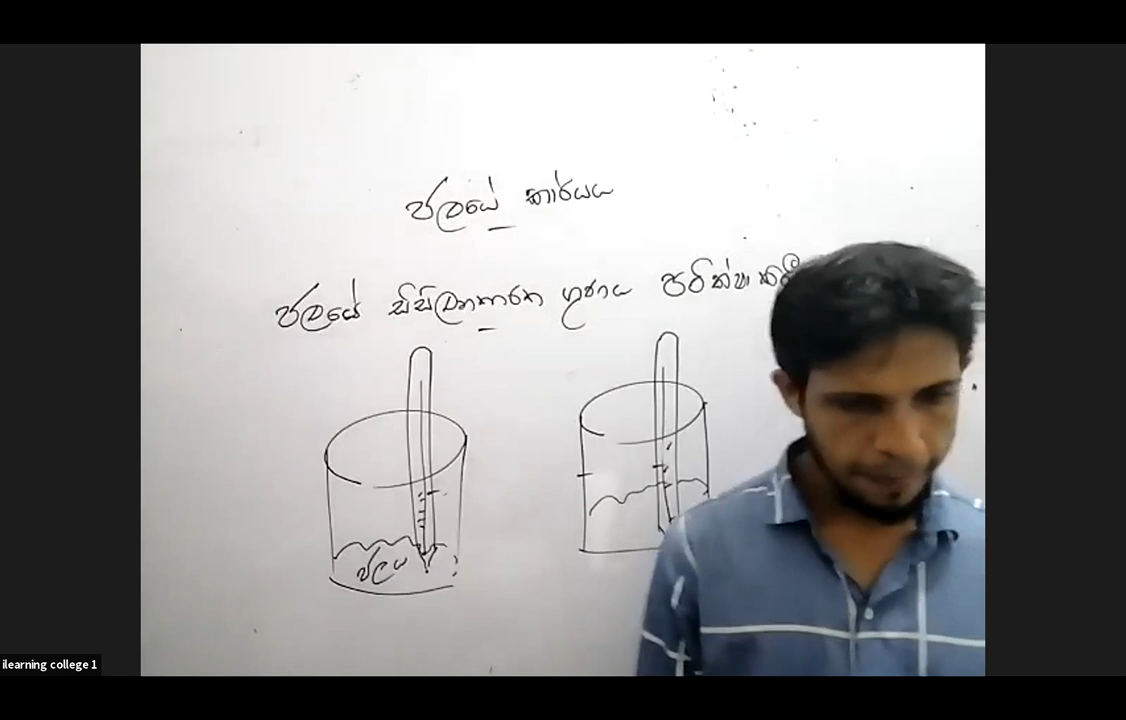 ජලයේ කාර්යය
ජලයේ සිසිලනකාරක ගුණය පරික්ෂා කිරීම
ජලය
ilearning college 1